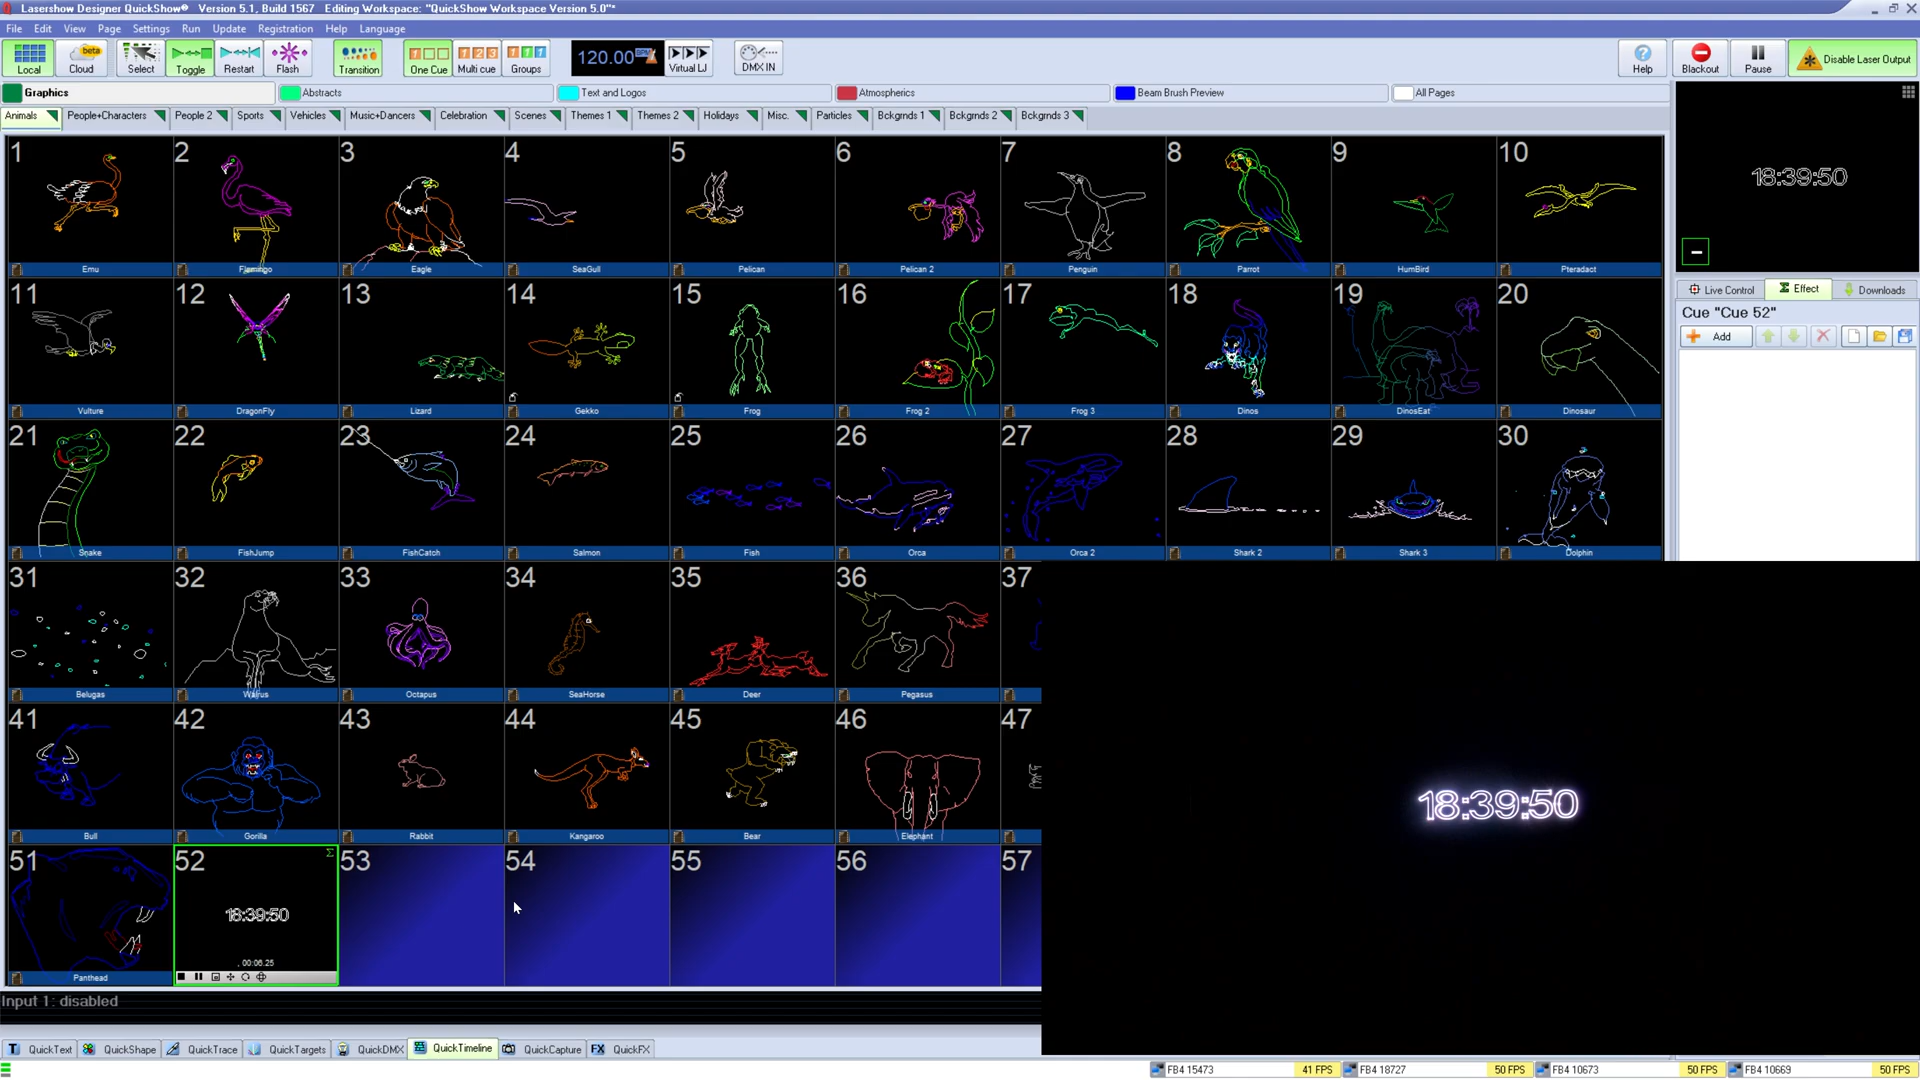 Lasershow Designer QuickShow® Version 5.1, Build 1567 Editing Workspace: "QuickShow Workspace Version 5.0"*
File Edit View Page Settings Run Update Registration Help Language
Local Cloud beta Select Toggle Restart Flash Transition One Cue Multi cue Groups 120.00 BPM Virtual LJ DMX IN Help Blackout Pause Disable Laser Output
Graphics Abstracts Text and Logos Atmospherics Beam Brush Preview All Pages
Animals People+Characters People 2 Sports Vehicles Music+Dancers Celebration Scenes Themes 1 Themes 2 Holidays Misc. Particles Bckgrnds 1 Bckgrnds 2 Bckgrnds 3
18:39:50
1 2 3 4 5 6 7 8 9 10
Emu Flamingo Eagle SeaGull Pelican Pelican 2 Penguin Parrot HumBird Pteradact
Live Control Effect Downloads
Cue "Cue 52"
Add
11 12 13 14 15 16 17 18 19 20
Vulture DragonFly Lizard Gekko Frog Frog 2 Frog 3 Dinos DinosEat Dinosaur
21 22 23 24 25 26 27 28 29 30
Snake FishJump FishCatch Salmon Fish Orca Orca 2 Shark 2 Shark 3 Dolphin
31 32 33 34 35 36 37
Belugas Walrus Octapus SeaHorse Deer Pegasus
41 42 43 44 45 46 47
Bull Gorilla Rabbit Kangaroo Bear Elephant
18:39:50
51 52 53 54 55 56 57
18:39:50
, 00:06.25
Panthead
Input 1: disabled
QuickText QuickShape QuickTrace QuickTargets QuickDMX QuickTimeline QuickCapture FX QuickFX
FB4 15473 41 FPS FB4 18727 50 FPS FB4 10673 50 FPS FB4 10669 50 FPS